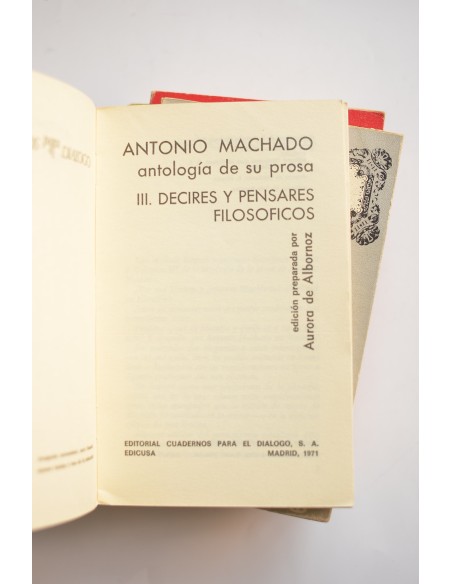 ANTONIO MACHADO
antología de su prosa
III. DECIRES Y PENSARES
FILOSOFICOS
edición preparada por
Aurora de Albornoz
EDITORIAL CUADERNOS PARA EL DIALOGO, S. A.
EDICUSA MADRID, 1971